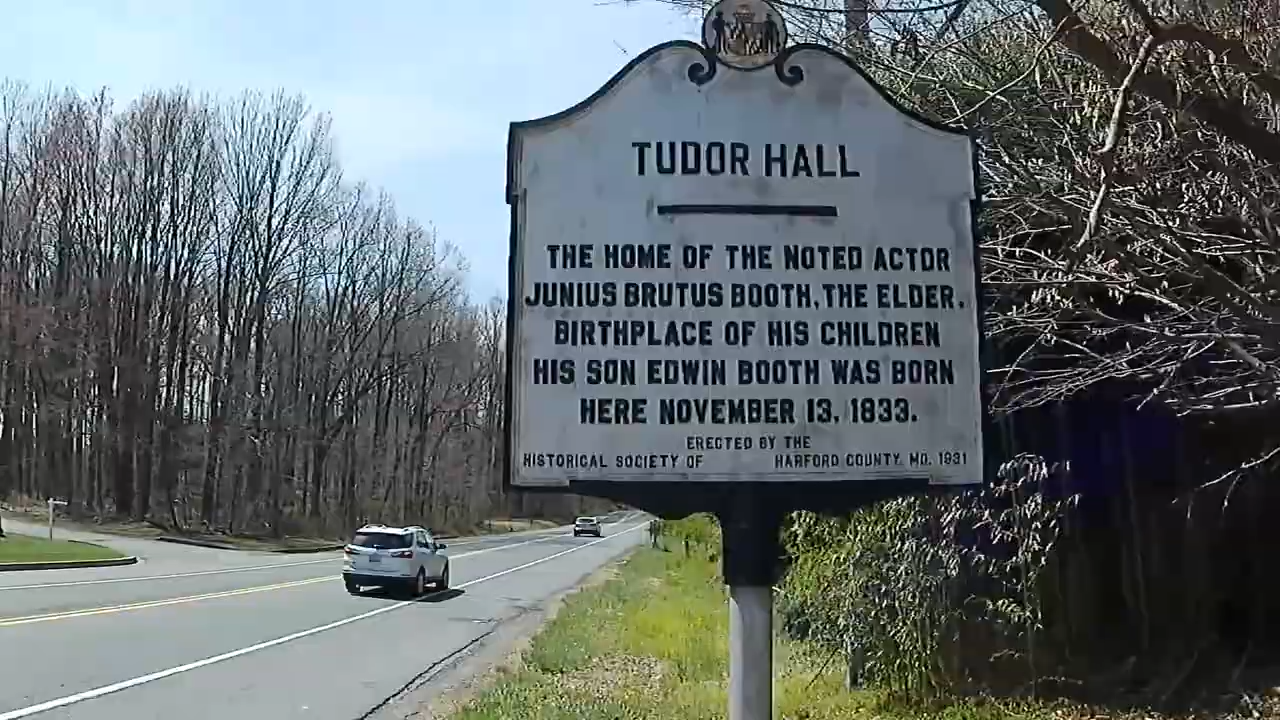 TUDOR HALL
THE HOME OF THE NOTED ACTOR
JUNIUS BRUTUS BOOTH, THE ELDER.
BIRTHPLACE OF HIS CHILDREN
HIS SON EDWIN BOOTH WAS BORN
HERE NOVEMBER 13, 1833.
ERECTED BY THE
HISTORICAL SOCIETY OF HARFORD COUNTY, MD. 1931